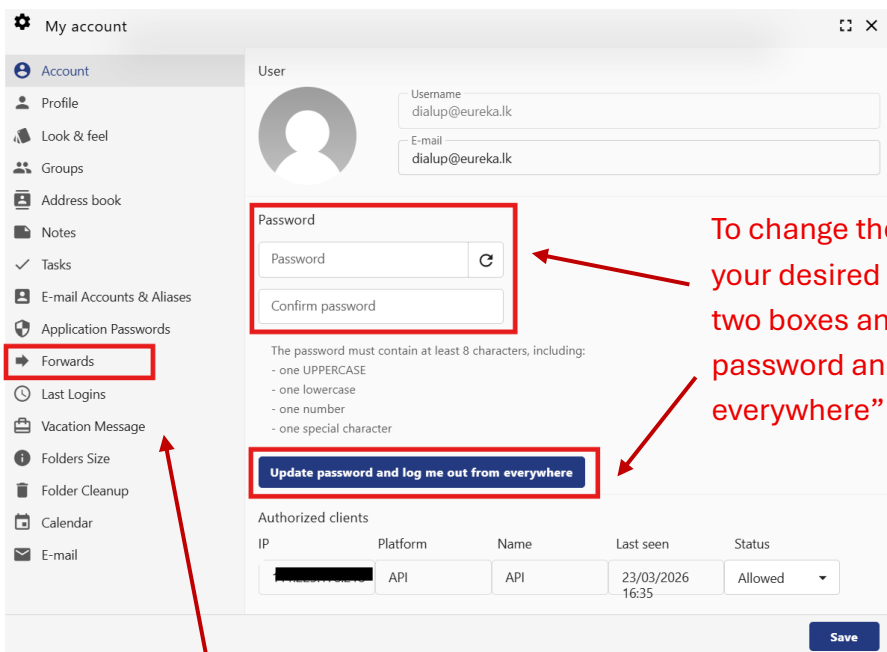 My account
Account
Profile
Look & feel
Groups
Address book
Notes
Tasks
E-mail Accounts & Aliases
Application Passwords
Forwards
Last Logins
Vacation Message
Folders Size
Folder Cleanup
Calendar
E-mail
User
Username
dialup@eureka.lk
E-mail
dialup@eureka.lk
Password
Password
Confirm password
The password must contain at least 8 characters, including:
- one UPPERCASE
- one lowercase
- one number
- one special character
Update password and log me out from everywhere
To change the
your desired
two boxes an
password an
everywhere”
Authorized clients
IP Platform Name Last seen Status
API API 23/03/2026 Allowed
16:35
Save